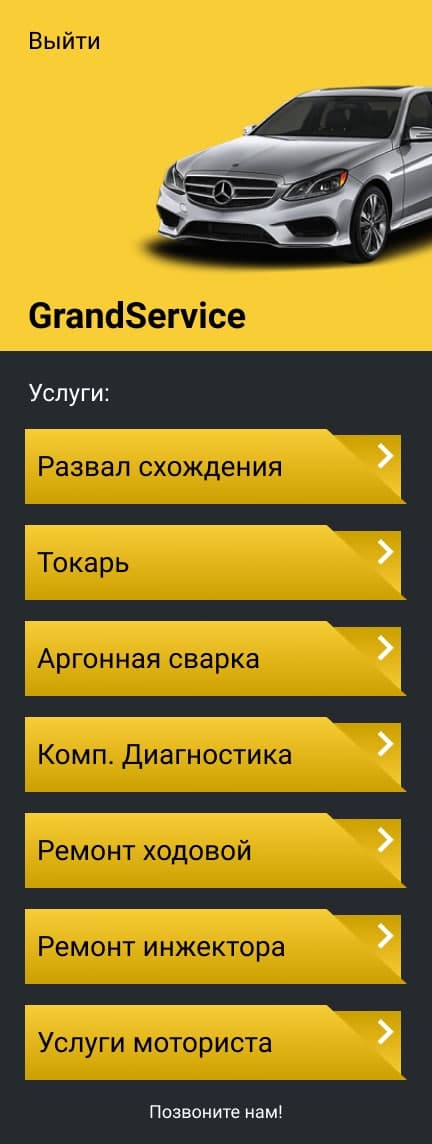 Выйти
GrandService
Услуги:
Развал схождения
Токарь
Аргонная сварка
Комп. Диагностика
Ремонт ходовой
Ремонт инжектора
Услуги моториста
Позвоните нам!